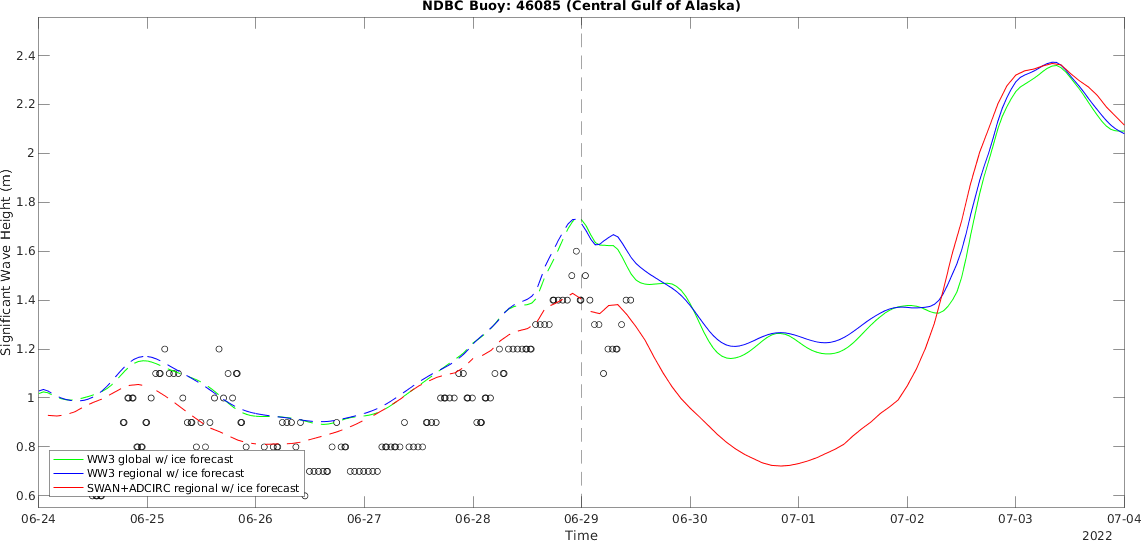 NDBC Buoy: 46085 (Central Gulf of Alaska)
Significant Wave Height (m)
2.4
2.2
2
1.8
1.6
1.4
1.2
1
0.8
0.6
WW3 global w/ ice forecast
WW3 regional w/ ice forecast
SWAN+ADCIRC regional w/ ice forecast
06-24 06-25 06-26 06-27 06-28 06-29 06-30 07-01 07-02 07-03 07-04
Time 2022